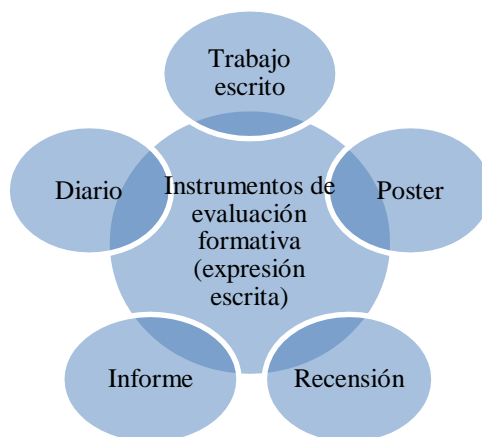 Trabajo
escrito
Diario
Instrumentos de
evaluación
formativa
(expresión
escrita)
Poster
Informe
Recensión